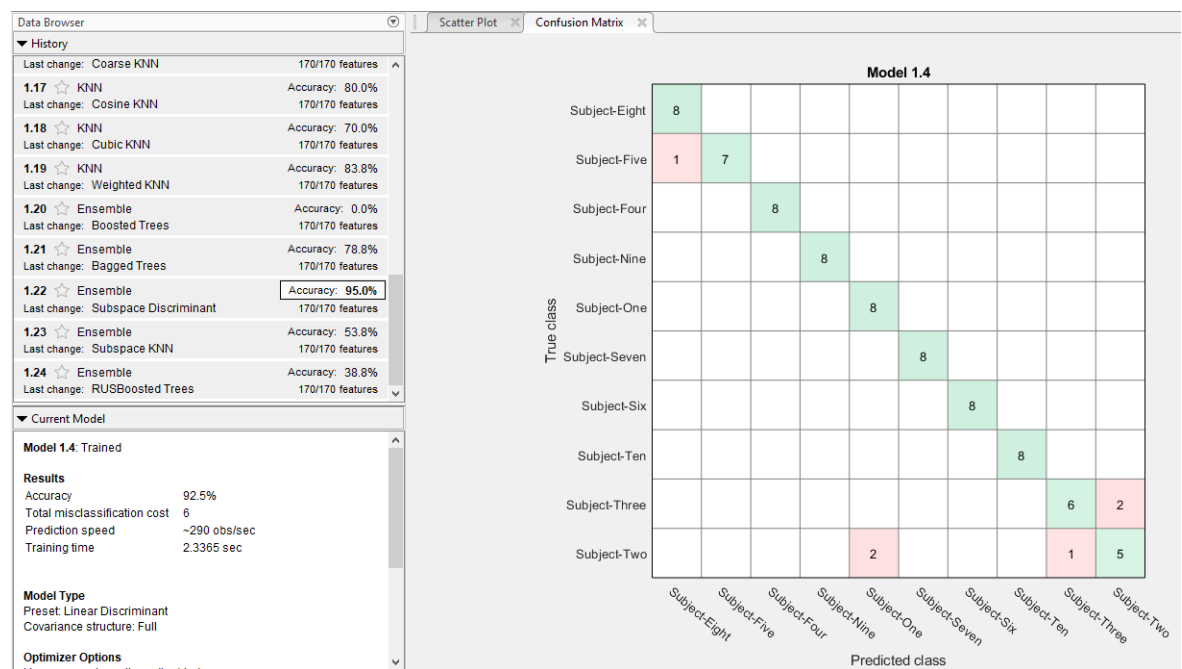 Data Browser
History
Last change: Coarse KNN 170/170 features
1.17 KNN Accuracy: 80.0%
Last change: Cosine KNN 170/170 features
1.18 KNN Accuracy: 70.0%
Last change: Cubic KNN 170/170 features
1.19 KNN Accuracy: 83.8%
Last change: Weighted KNN 170/170 features
1.20 Ensemble Accuracy: 0.0%
Last change: Boosted Trees 170/170 features
1.21 Ensemble Accuracy: 78.8%
Last change: Bagged Trees 170/170 features
1.22 Ensemble Accuracy: 95.0%
Last change: Subspace Discriminant 170/170 features
1.23 Ensemble Accuracy: 53.8%
Last change: Subspace KNN 170/170 features
1.24 Ensemble Accuracy: 38.8%
Last change: RUSBoosted Trees 170/170 features
Current Model
Model 1.4: Trained
Results
Accuracy 92.5%
Total misclassification cost 6
Prediction speed ~290 obs/sec
Training time 2.3365 sec
Model Type
Preset: Linear Discriminant
Covariance structure: Full
Optimizer Options
Scatter Plot Confusion Matrix
Model 1.4
True class
Subject-Eight 8
Subject-Five 1 7
Subject-Four 8
Subject-Nine 8
Subject-One 8
Subject-Seven 8
Subject-Six 8
Subject-Ten 8
Subject-Three 6 2
Subject-Two 2 1 5
Subject-Eight Subject-Five Subject-Four Subject-Nine Subject-One Subject-Seven Subject-Six Subject-Ten Subject-Three Subject-Two
Predicted class